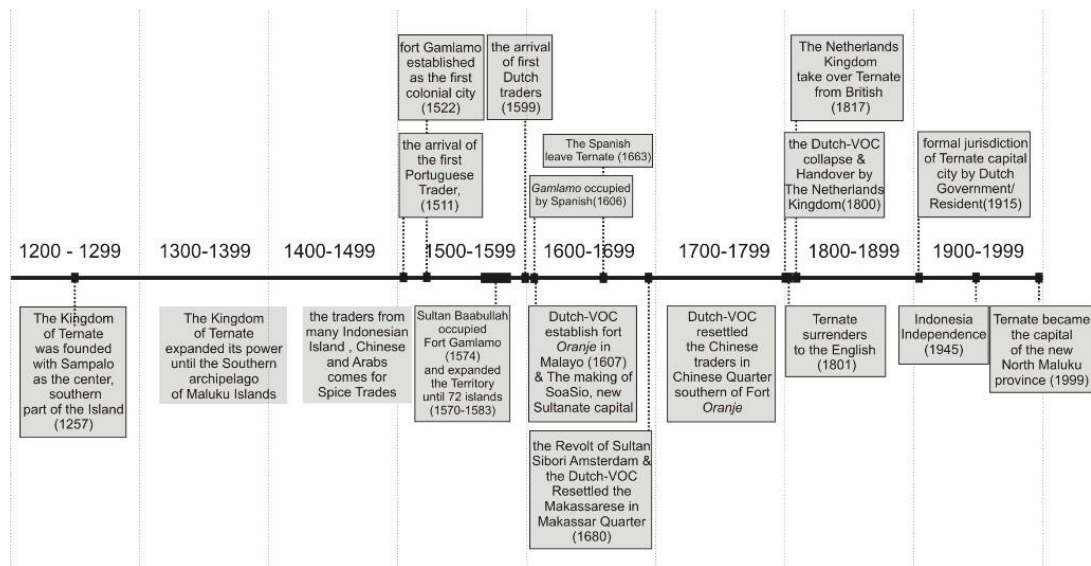 fort Gamlamo
established
as the first
colonial city
(1522)
the arrival
of first
Dutch
traders
(1599)
The Netherlands
Kingdom
take over Ternate
from British
(1817)
the arrival of
the first
Portuguese
Trader,
(1511)
The Spanish
leave Ternate (1663)
Gamlamo occupied
by Spanish(1606)
the Dutch-VOC
collapse &
Handover by
The Netherlands
Kingdom(1800)
formal jurisdiction
of Ternate capital
city by Dutch
Government/
Resident(1915)
1200 - 1299
1300-1399
1400-1499
1500-1599
1600-1699
1700-1799
1800-1899
1900-1999
The Kingdom
of Ternate
was founded
with Sampalo
as the center,
southern
part of the Island
(1257)
The Kingdom
of Ternate
expanded its power
until the Southern
archipelago
of Maluku Islands
the traders from
many Indonesian
Island , Chinese
and Arabs
comes for
Spice Trades
Sultan Baabullah
occupied
Fort Gamlamo
(1574)
and expanded
the Territory
until 72 islands
(1570-1583)
Dutch-VOC
establish fort
Oranje in
Malayo (1607)
& The making of
SoaSio, new
Sultanate capital
the Revolt of Sultan
Sibori Amsterdam &
the Dutch-VOC
Resettled the
Makassarese in
Makassar Quarter
(1680)
Dutch-VOC
resettled
the Chinese
traders in
Chinese Quarter
southern of Fort
Oranje
Ternate
surrenders
to the English
(1801)
Indonesia
Independence
(1945)
Ternate became
the capital
of the new
North Maluku
province (1999)